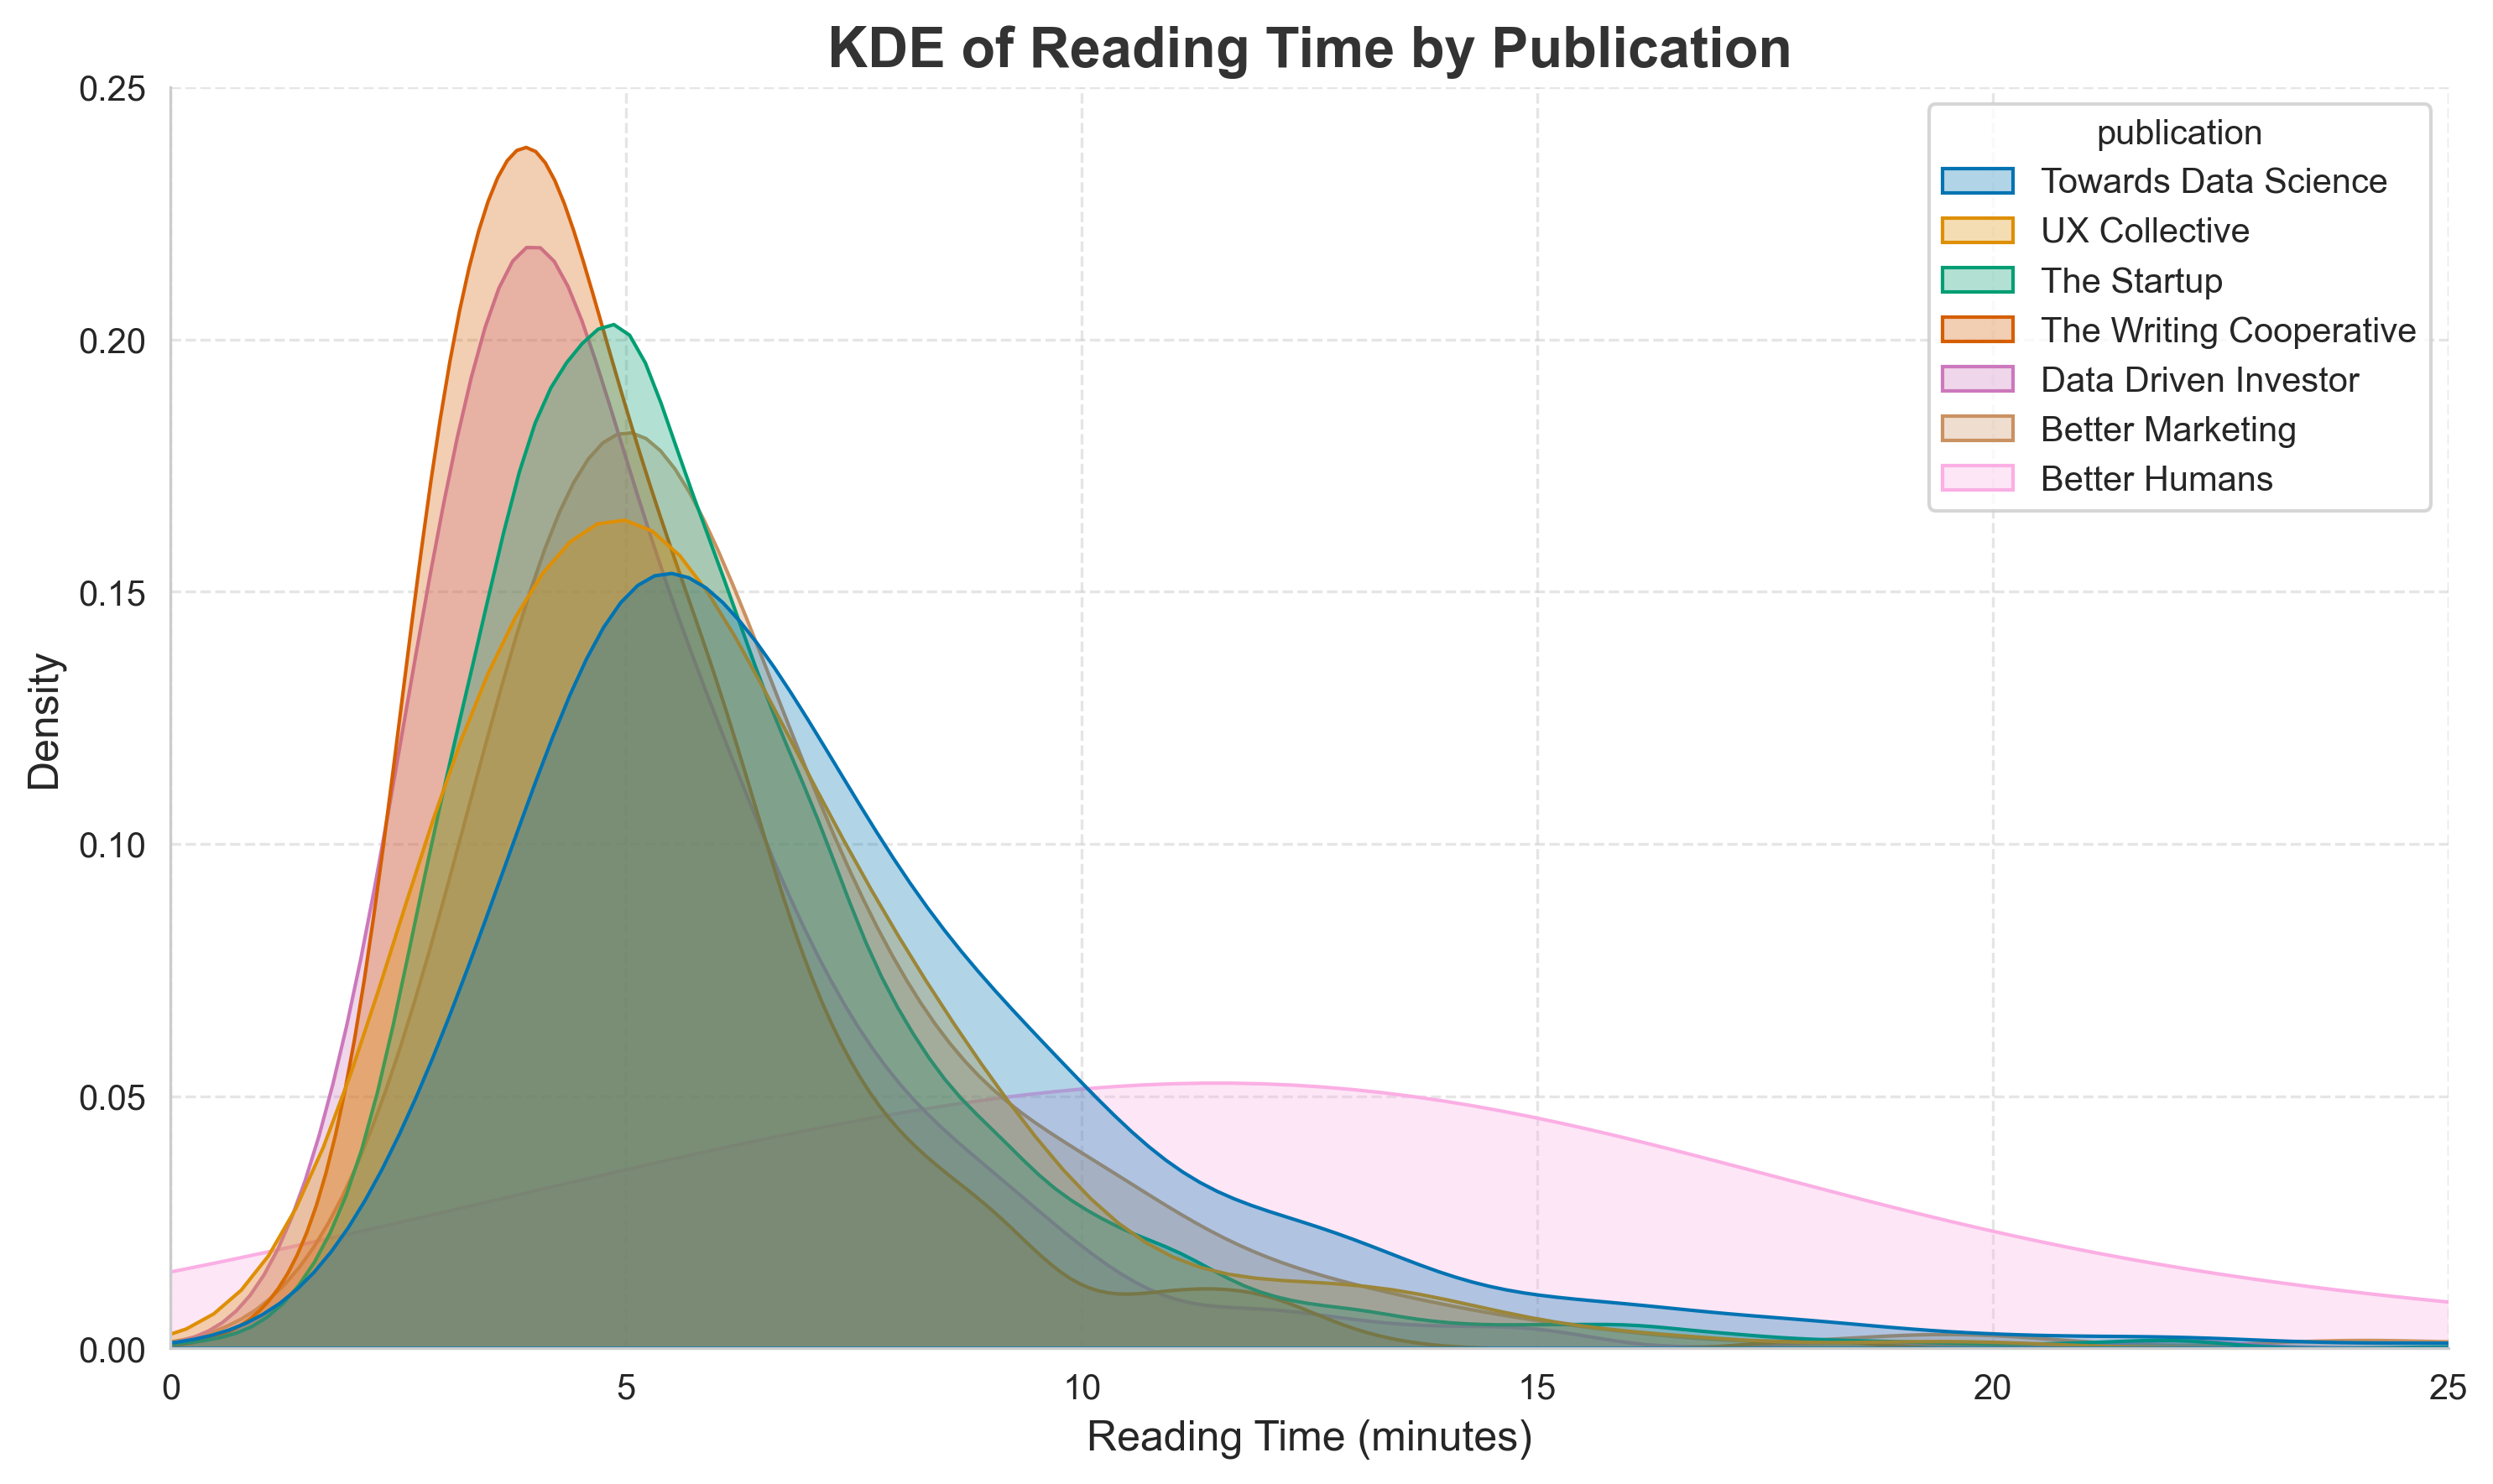 KDE of Reading Time by Publication
0.25
0.20
0.15
0.10
0.05
0.00
Density
0
5
10
15
20
25
Reading Time (minutes)
publication
Towards Data Science
UX Collective
The Startup
The Writing Cooperative
Data Driven Investor
Better Marketing
Better Humans